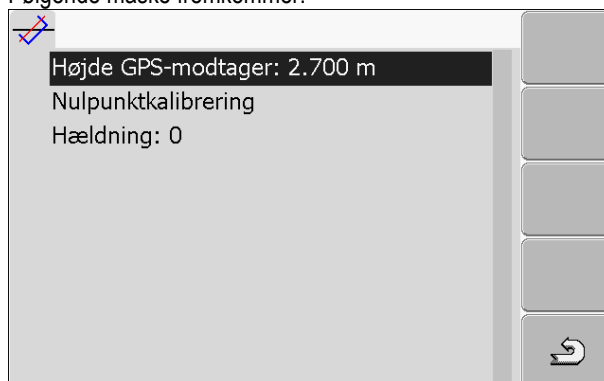 Følgende maske fremkommer:
Højde GPS-modtager: 2.700 m
Nulpunktkalibrering
Hældning: 0